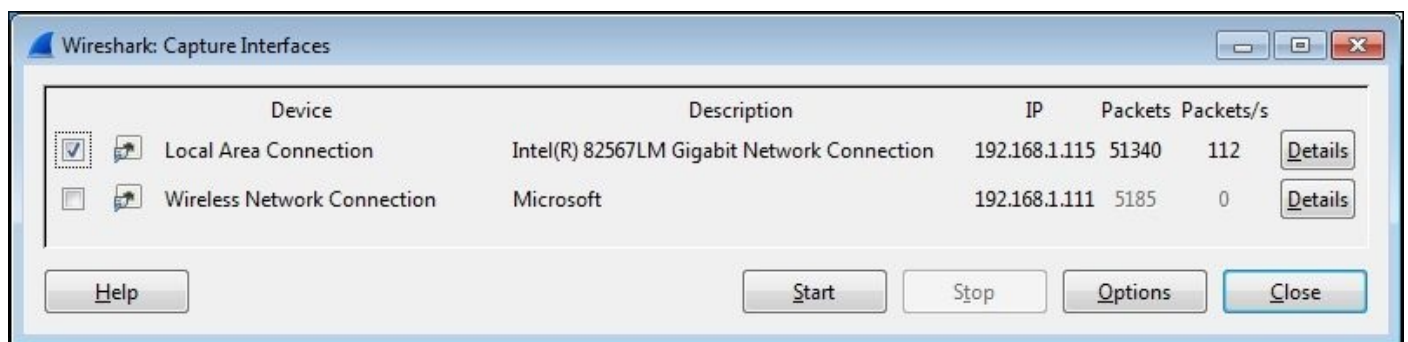 Wireshark: Capture Interfaces
Device Description IP Packets Packets/s
Local Area Connection Intel(R) 82567LM Gigabit Network Connection 192.168.1.115 51340 112 Details
Wireless Network Connection Microsoft 192.168.1.111 5185 0 Details
Help Start Stop Options Close